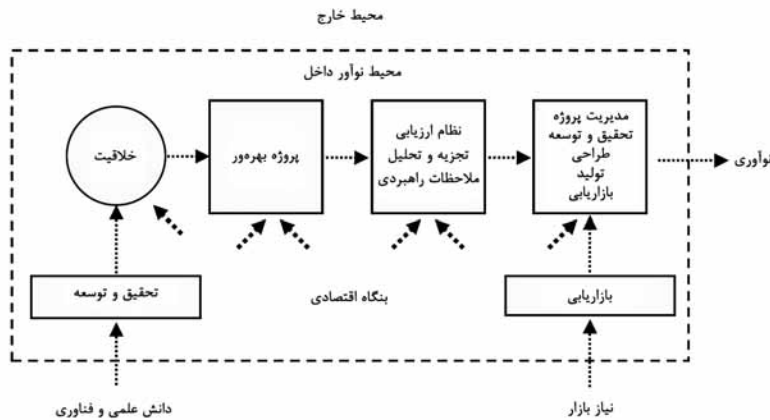 محیط خارج
محیط نوآور داخل
خلاقیت
پروژه بهره‌ور
نظام ارزیابی
تجزیه و تحلیل
ملاحظات راهبردی
مدیریت پروژه
تحقیق و توسعه
طراحی
تولید
بازاریابی
نوآوری
تحقیق و توسعه
بنگاه اقتصادی
بازاریابی
دانش علمی و فناوری
نیاز بازار